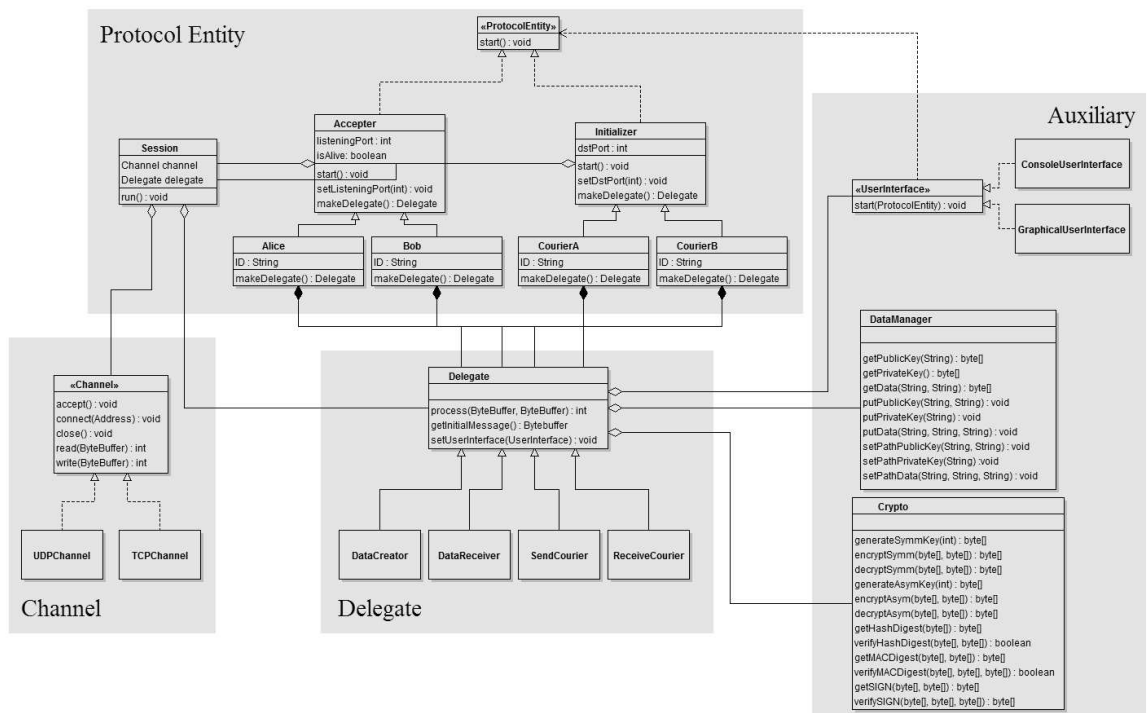 Protocol Entity
«ProtocolEntity»
start() : void
Accepter
listeningPort : int
isAlive: boolean
start() : void
setListeningPort(int) : void
makeDelegate() : Delegate
Initializer
dstPort : int
start() : void
setDstPort(int) : void
makeDelegate() : Delegate
Session
Channel channel
Delegate delegate
run() : void
Alice
ID : String
makeDelegate() : Delegate
Bob
ID : String
makeDelegate() : Delegate
CourierA
ID : String
makeDelegate() : Delegate
CourierB
ID : String
makeDelegate() : Delegate
Auxiliary
ConsoleUserInterface
«UserInterface»
start(ProtocolEntity) : void
GraphicalUserInterface
DataManager
getPublicKey(String) : byte[]
getPrivateKey() : byte[]
getData(String, String) : byte[]
putPublicKey(String, String) : void
putPrivateKey(String) : void
putData(String, String, String) : void
setPathPublicKey(String, String) : void
setPathPrivateKey(String) :void
setPathData(String, String, String) : void
Crypto
generateSymmKey(int) : byte[]
encryptSymm(byte[], byte[]) : byte[]
decryptSymm(byte[], byte[]) : byte[]
generateAsymKey(int) : byte[]
encryptAsym(byte[], byte[]) : byte[]
decryptAsym(byte[], byte[]) : byte[]
getHashDigest(byte[]) : byte[]
verifyHashDigest(byte[], byte[]) : boolean
getMACDigest(byte[], byte[]) : byte[]
verifyMACDigest(byte[], byte[], byte[]) : boolean
getSIGN(byte[], byte[]) : byte[]
verifySIGN(byte[], byte[], byte[]) : byte[]
«Channel»
accept() : void
connect(Address) : void
close() : void
read(ByteBuffer) : int
write(ByteBuffer) : int
UDPChannel
TCPChannel
Channel
Delegate
process(ByteBuffer, ByteBuffer) : int
getInitialMessage() : Bytebuffer
setUserInterface(UserInterface) : void
DataCreator
DataReceiver
SendCourier
ReceiveCourier
Delegate